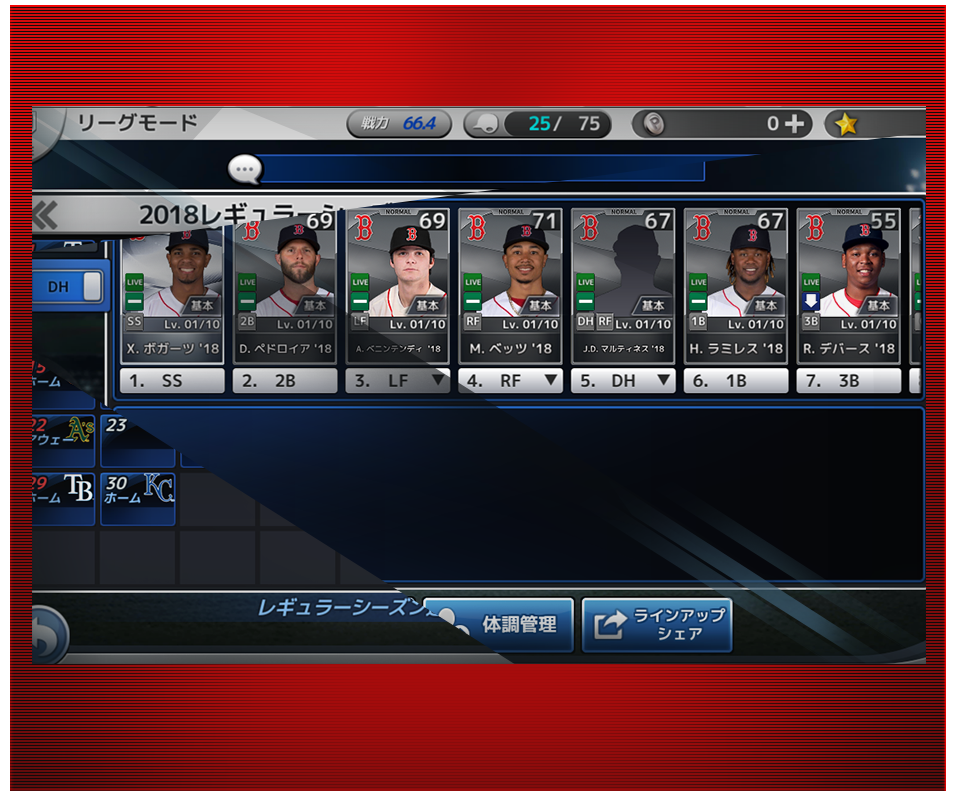 リーグモード
戦力 66.4
25/ 75
0+
2018レギュラーシ
69 NORMAL 69 NORMAL 71 NORMAL 67 NORMAL 67 NORMAL 55
LIVE LIVE LIVE LIVE LIVE LIVE LIVE
基本 基本 基本 基本 基本 基本 基本
SS Lv. 01/10 2B Lv. 01/10 LF Lv. 01/10 RF Lv. 01/10 DH RF Lv. 01/10 1B Lv. 01/10 3B Lv. 01/10
X. ボガーツ '18 D. ペドロイア '18 A. ベニンテンディ '18 M. ベッツ '18 J.D. マルティネス '18 H. ラミレス '18 R. デバース '18
1. SS 2. 2B 3. LF ▼ 4. RF ▼ 5. DH ▼ 6. 1B 7. 3B
DH
ホーム
22 A's 23
アウェー
29 TB 30 KC
ホーム ホーム
レギュラーシーズン
体調管理
ラインアップ
シェア